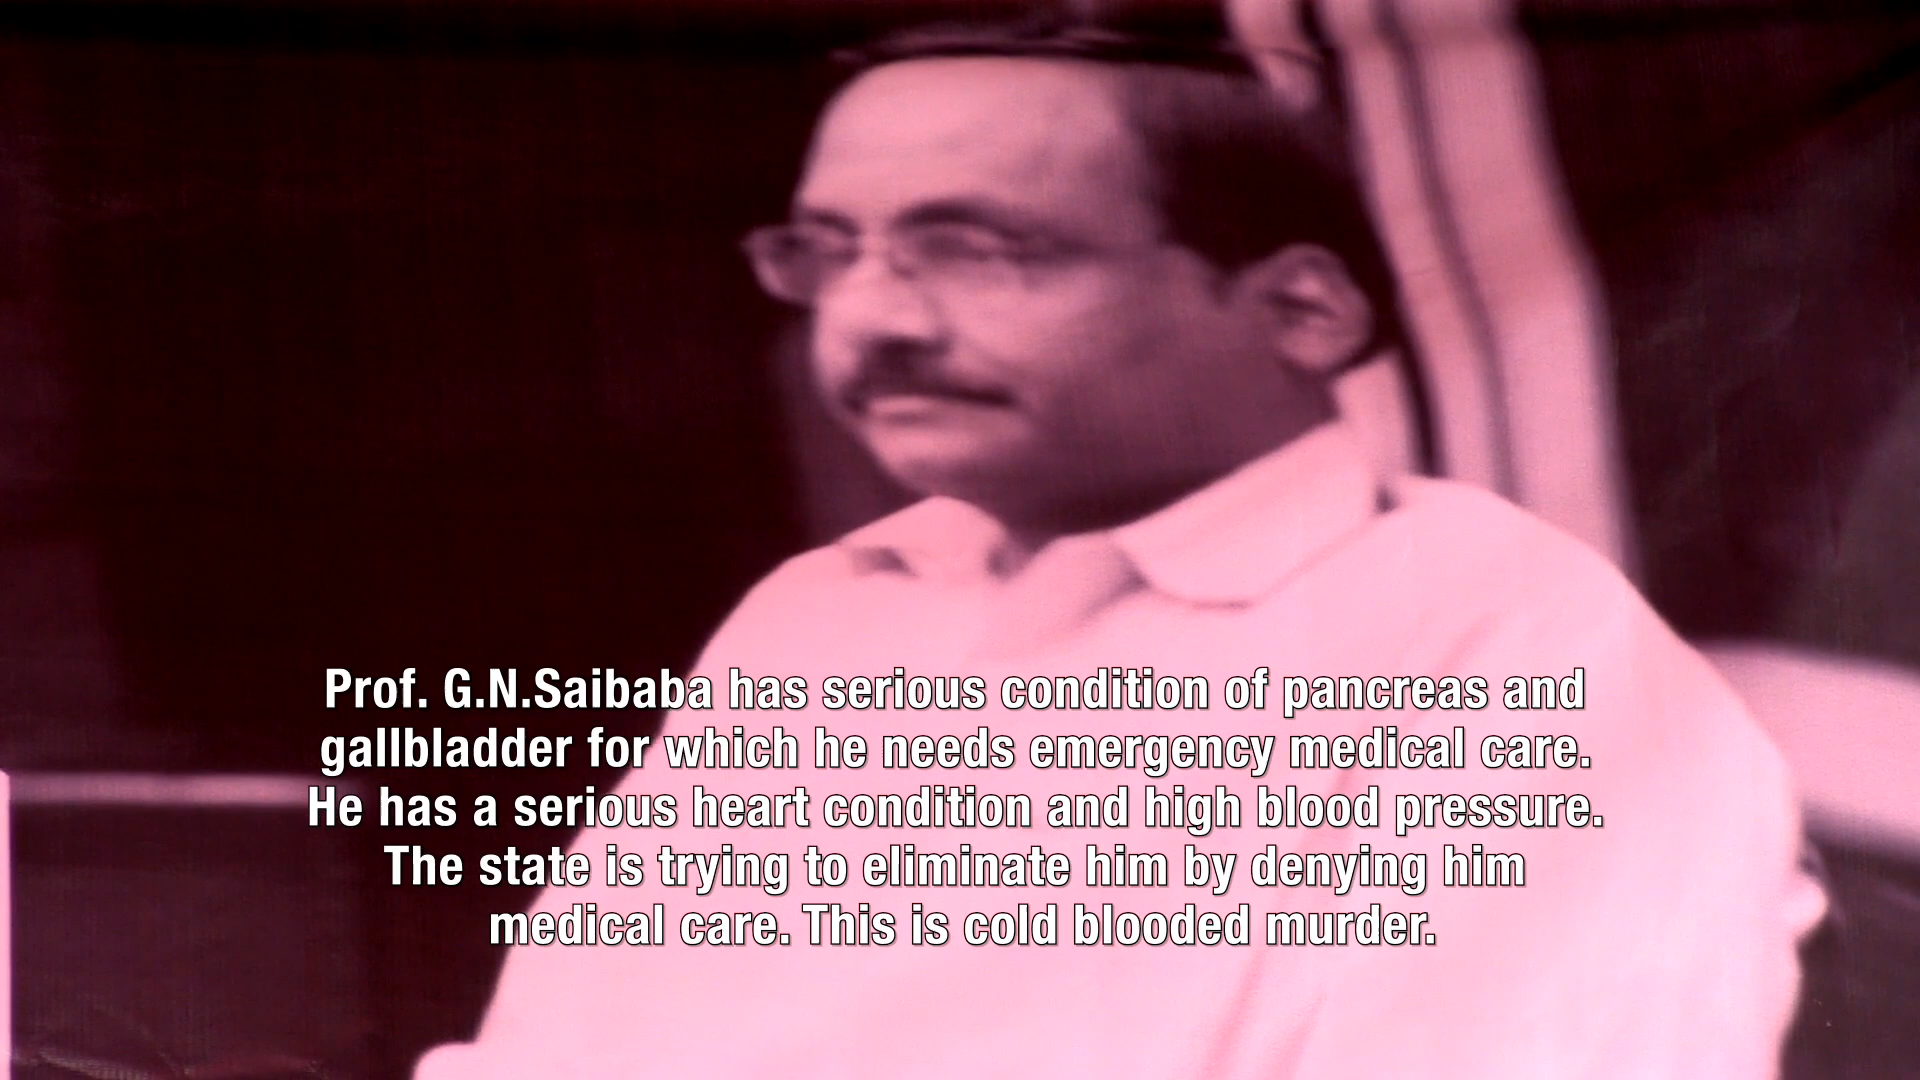 Prof. G.N.Saibaba has serious condition of pancreas and
gallbladder for which he needs emergency medical care.
He has a serious heart condition and high blood pressure.
The state is trying to eliminate him by denying him
medical care. This is cold blooded murder.